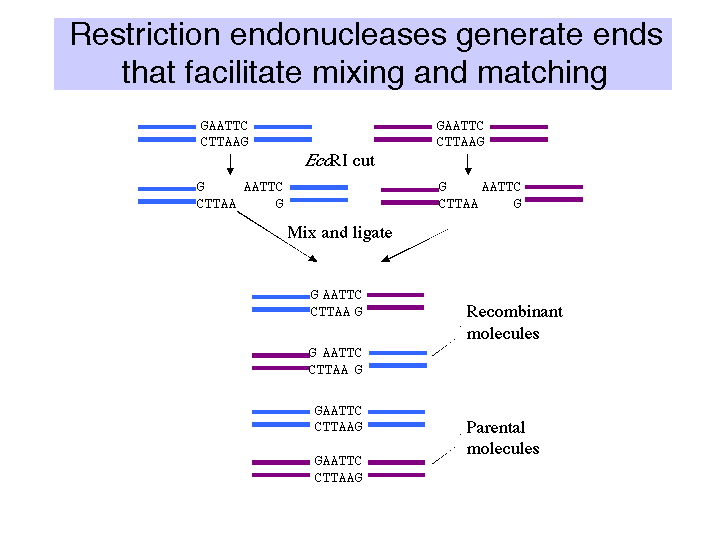 Restriction endonucleases generate ends
that facilitate mixing and matching
GAATTC GAATTC
CTTAAG CTTAAG
EcoRI cut
G AATTC G AATTC
CTTAA G CTTAA G
Mix and ligate
G AATTC
CTTAA G
Recombinant
molecules
G AATTC
CTTAA G
GAATTC
CTTAAG
Parental
molecules
GAATTC
CTTAAG